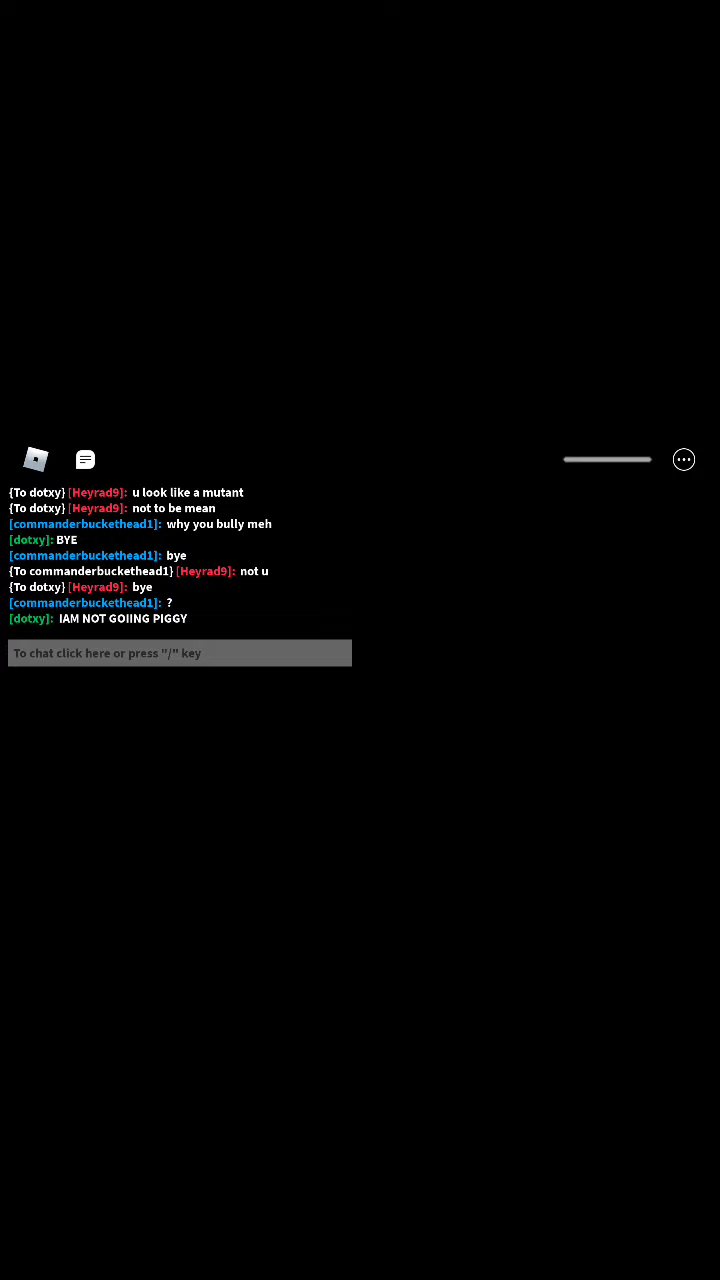 {To dotxy} [Heyrad9]: u look like a mutant
{To dotxy} [Heyrad9]: not to be mean
[commanderbuckethead1]: why you bully meh
[dotxy]: BYE
[commanderbuckethead1]: bye
{To commanderbuckethead1} [Heyrad9]: not u
{To dotxy} [Heyrad9]: bye
[commanderbuckethead1]: ?
[dotxy]: IAM NOT GOIING PIGGY
To chat click here or press "/" key